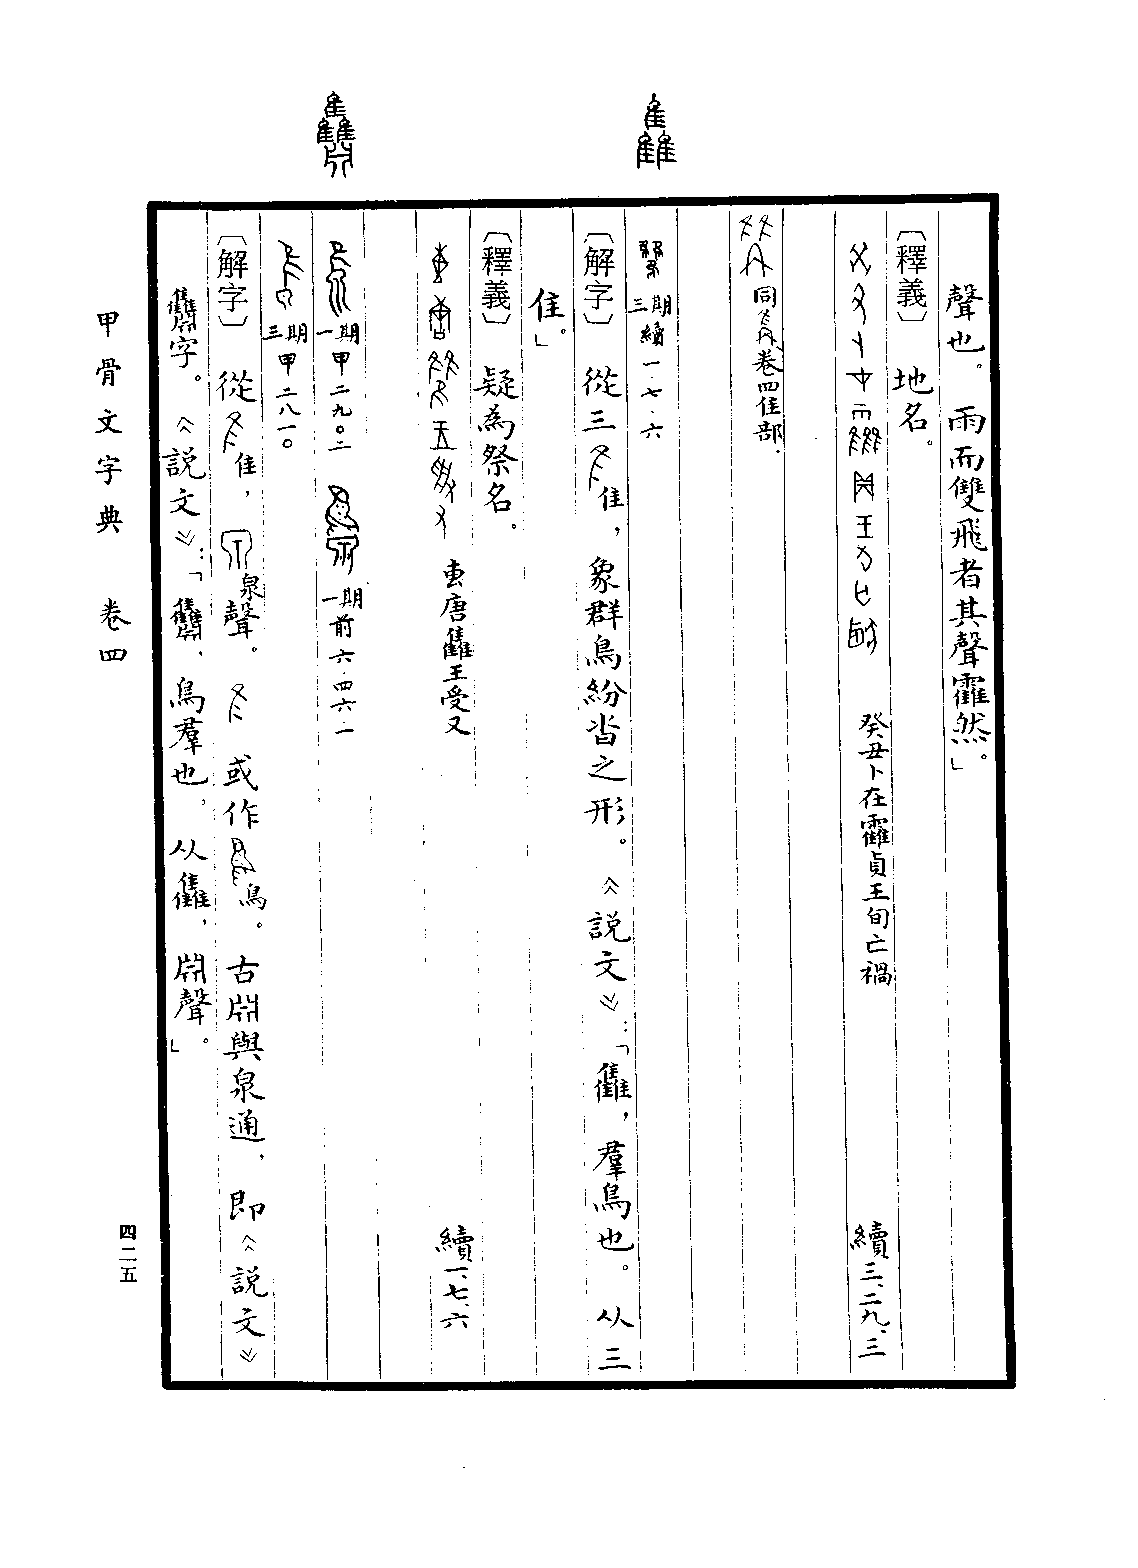 聲也。雨而雙飛者其聲靃然。」
〔釋義〕地名。
癸丑卜在靃貞王旬亡禍 續三、二九、三
同 卷四隹部.
雥
三期 續一.七.六
〔解字〕從三隹，象群鳥紛沓之形。《說文》：「雥，羣鳥也。从三
隹。」
〔釋義〕疑為祭名。
叀唐雥王受又 續一、七、六
𩁴
一期 甲二九〇二 一期 前六.四六.一
三期 甲二八一〇
〔解字〕從隹，泉聲。或作鳥。古𣶒與泉通，即《說文》
𩁴字。《說文》：「𩁴，鳥羣也，从雥，𣶒聲。」
甲骨文字典 卷四
四二五